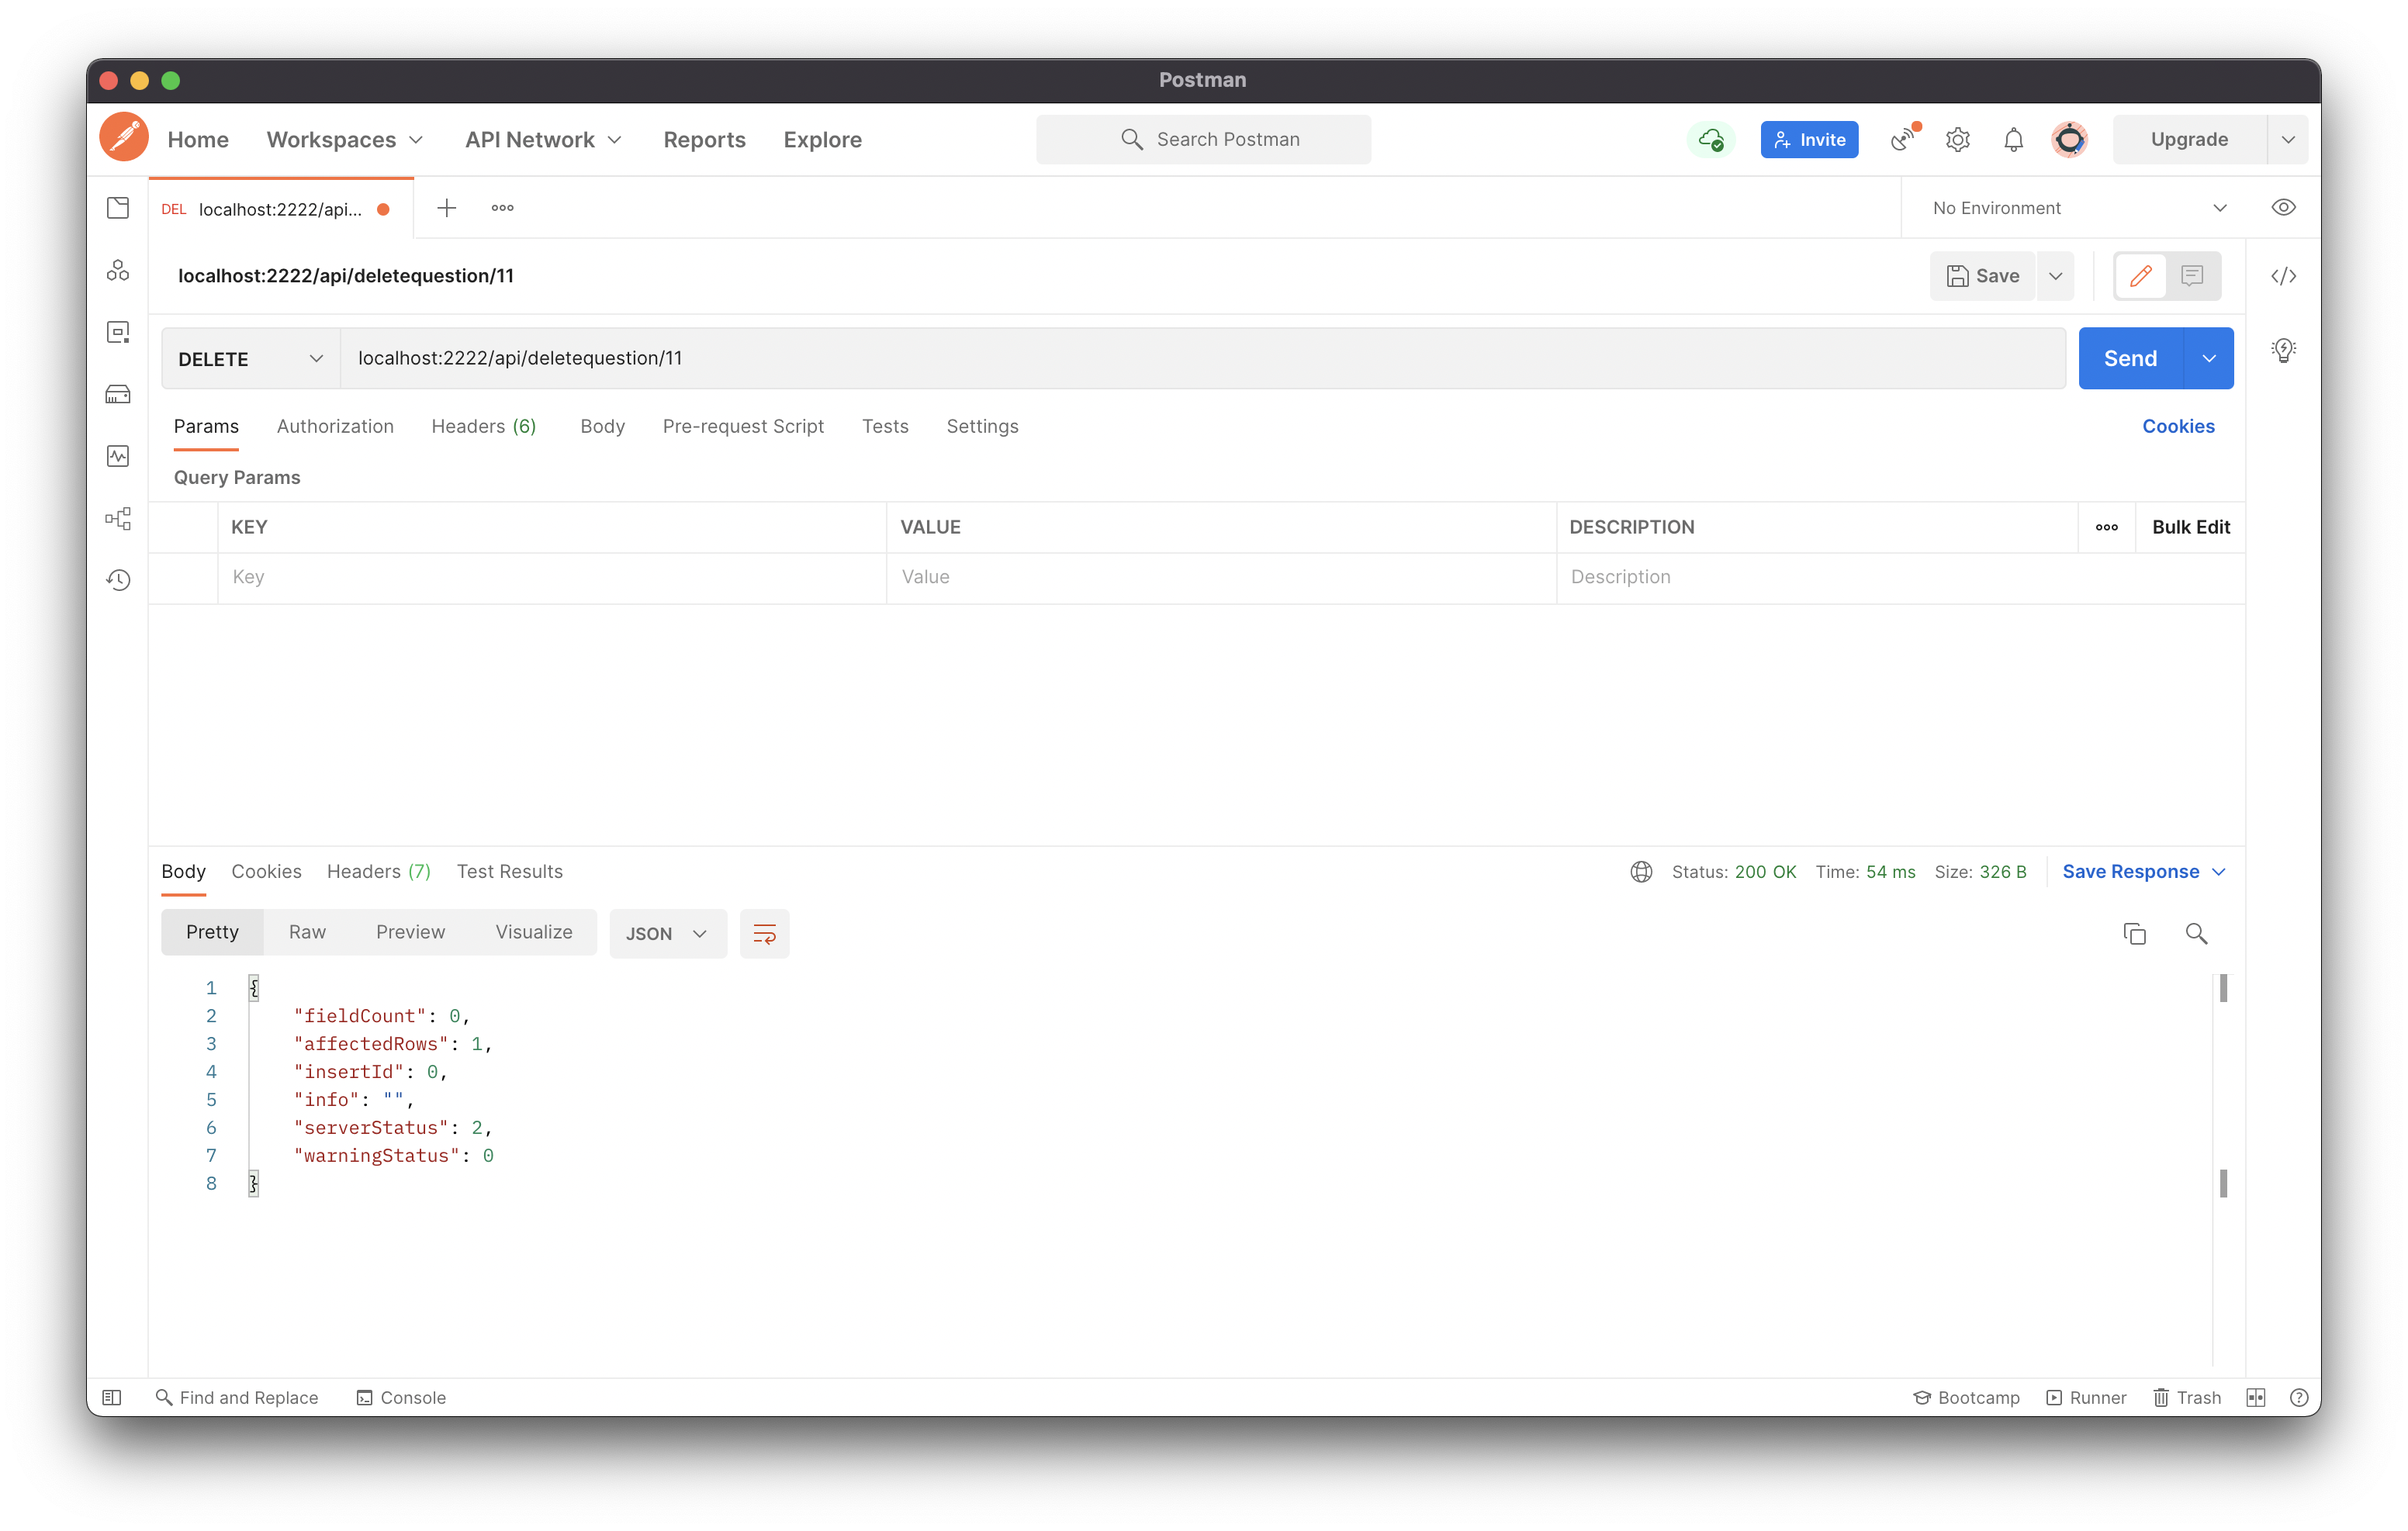 Postman
Home Workspaces API Network Reports Explore Search Postman Invite Upgrade
DEL localhost:2222/api... No Environment
localhost:2222/api/deletequestion/11 Save
DELETE localhost:2222/api/deletequestion/11 Send
Params Authorization Headers (6) Body Pre-request Script Tests Settings Cookies
Query Params
KEY VALUE DESCRIPTION Bulk Edit
Key Value Description
Body Cookies Headers (7) Test Results Status: 200 OK Time: 54 ms Size: 326 B Save Response
Pretty Raw Preview Visualize JSON
1 {
2 "fieldCount": 0,
3 "affectedRows": 1,
4 "insertId": 0,
5 "info": "",
6 "serverStatus": 2,
7 "warningStatus": 0
8 }
Find and Replace Console Bootcamp Runner Trash